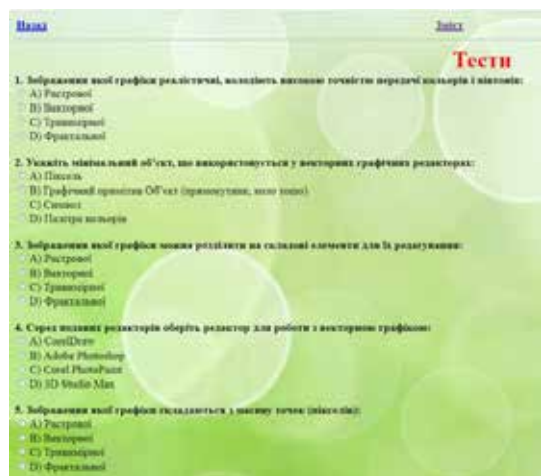 Назад
Зміст
Тести
1. Зображення якої графіки реалістичні, володіють високою точністю передачі кольорів і півтонів:
A) Растрової
B) Векторної
C) Тривимірної
D) Фрактальної
2. Укажіть мінімальний об'єкт, що використовується у векторних графічних редакторах:
A) Піксель
B) Графічний примітив Об'єкт (прямокутник, коло тощо)
C) Символ
D) Палітра кольорів
3. Зображення якої графіки можна розділити на складові елементи для їх редагування:
A) Растрової
B) Векторної
C) Тривимірної
D) Фрактальної
4. Серед поданих редакторів оберіть редактор для роботи з векторною графікою:
A) CorelDraw
B) Adobe Photoshop
C) Corel PhotoPaint
D) 3D Studio Max
5. Зображення якої графіки складаються з масиву точок (пікселів):
A) Растрової
B) Векторної
C) Тривимірної
D) Фрактальної